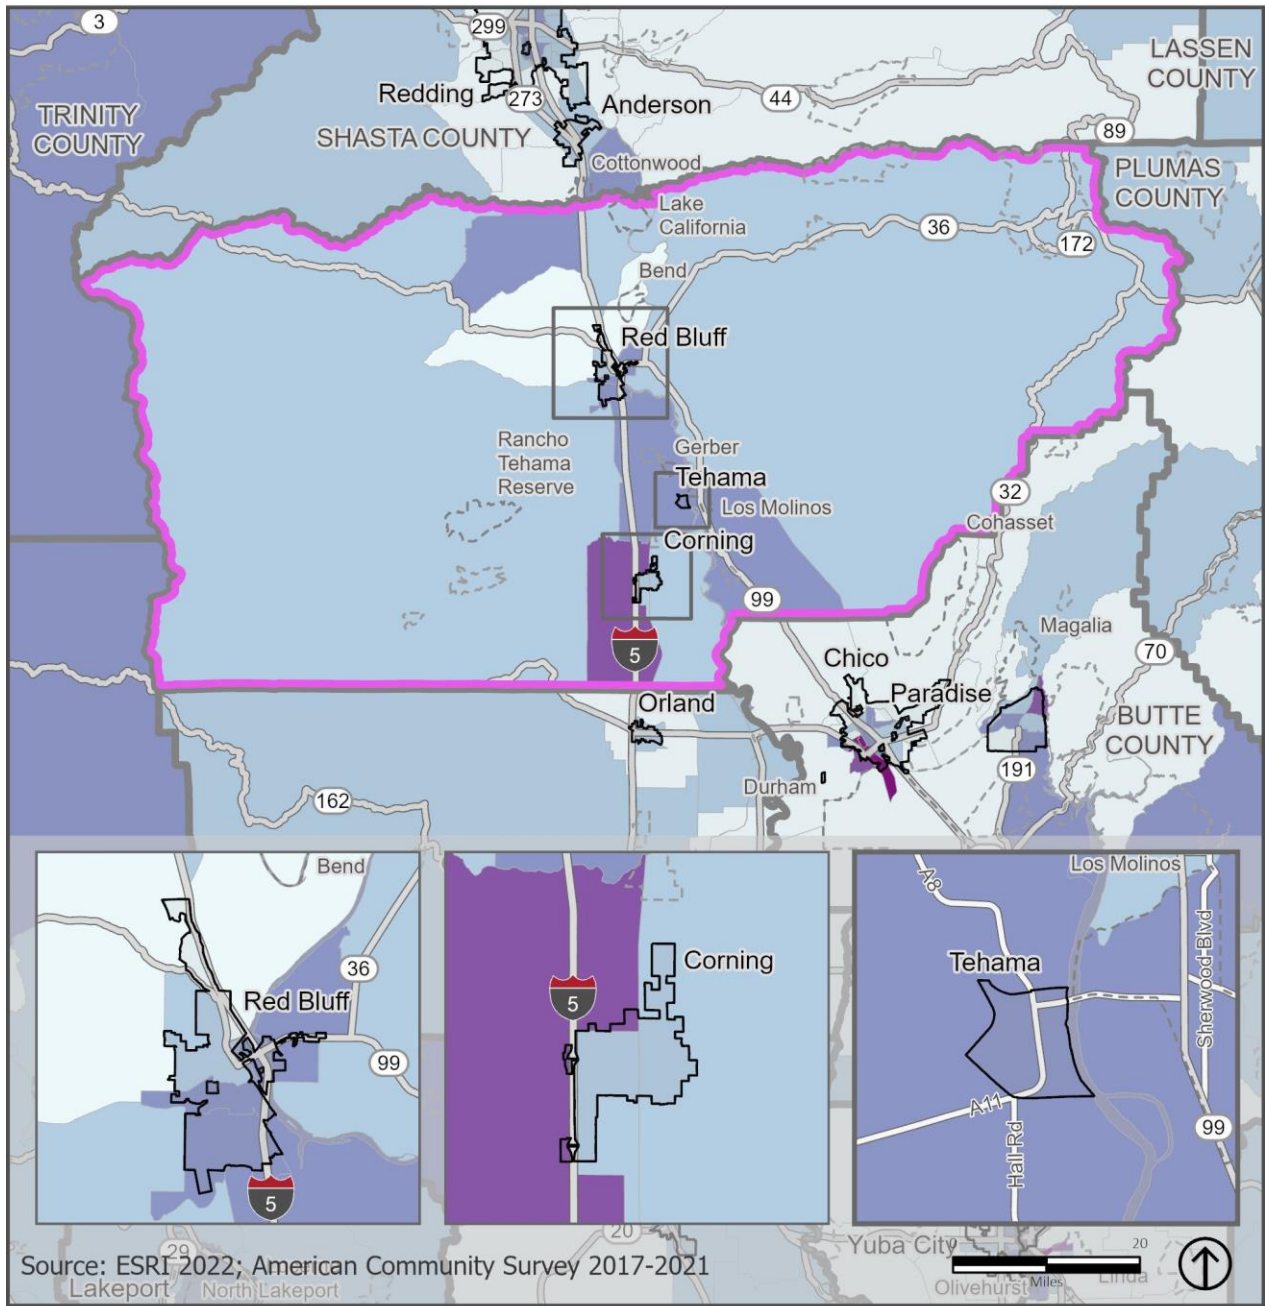 3
299
LASSEN
COUNTY
TRINITY
COUNTY
Redding
273
Anderson
44
SHASTA COUNTY
89
Cottonwood
PLUMAS
COUNTY
Lake
California
36
172
Bend
Red Bluff
Rancho
Tehama
Reserve
Gerber
Tehama
Los Molinos
32
Cohasset
Corning
99
5
Magalia
70
Chico
Paradise
Orland
BUTTE
COUNTY
191
Durham
162
Bend
36
Red Bluff
99
5
Corning
5
Los Molinos
A8
Tehama
Sherwood Blvd
A11
Hall Rd
99
20
Yuba City
0
20
Miles
29
Source: ESRI 2022; American Community Survey 2017-2021
Lakeport
North Lakeport
Olivehurst
Linda